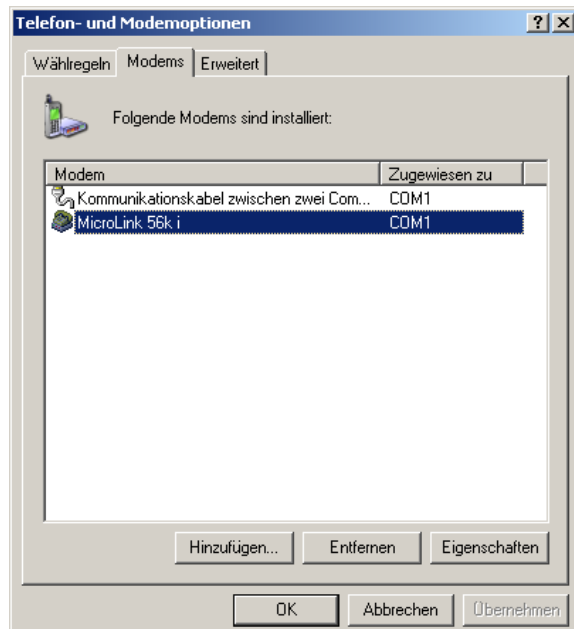 Telefon- und Modemoptionen
Wählregeln Modems Erweitert
Folgende Modems sind installiert:
Modem Zugewiesen zu
Kommunikationskabel zwischen zwei Com... COM1
MicroLink 56k i COM1
Hinzufügen... Entfernen Eigenschaften
OK Abbrechen Übernehmen